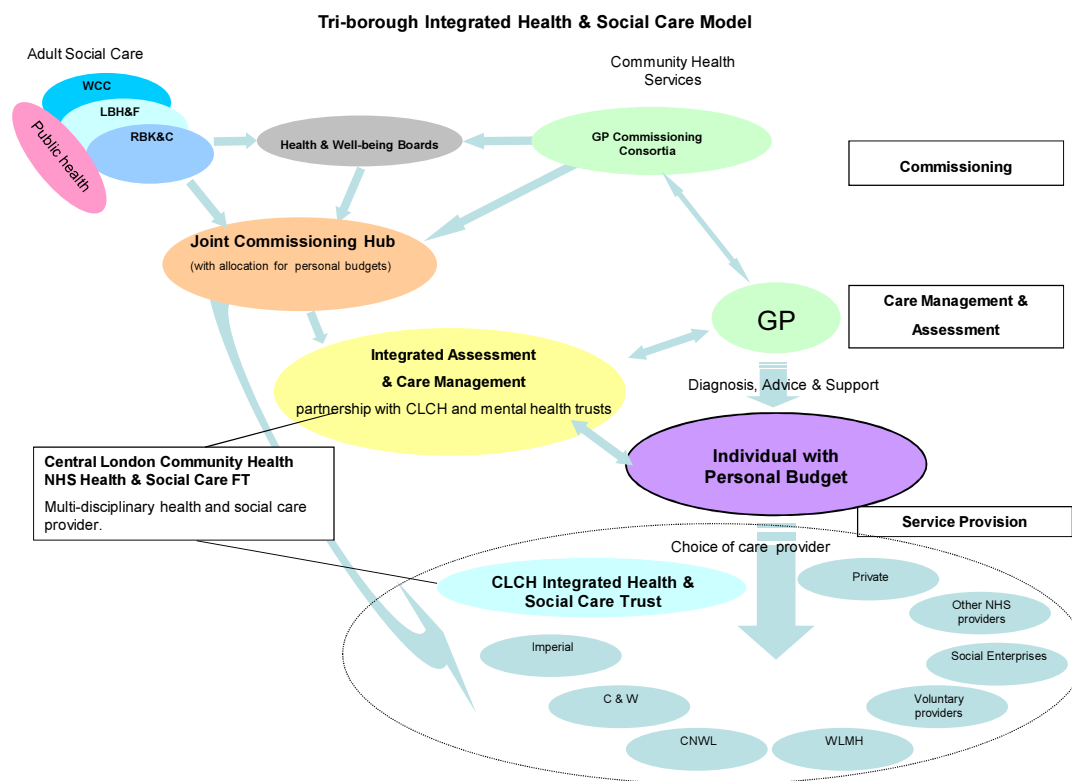 Tri-borough Integrated Health & Social Care Model
Adult Social Care
Community Health
Services
WCC
LBH&F
RBK&C
Public health
Health & Well-being Boards
GP Commissioning
Consortia
Commissioning
Joint Commissioning Hub
(with allocation for personal budgets)
GP
Care Management &
Assessment
Integrated Assessment
& Care Management
partnership with CLCH and mental health trusts
Diagnosis, Advice & Support
Individual with
Personal Budget
Central London Community Health
NHS Health & Social Care FT
Multi-disciplinary health and social care
provider.
Service Provision
Choice of care provider
CLCH Integrated Health &
Social Care Trust
Private
Other NHS
providers
Imperial
Social Enterprises
C & W
Voluntary
providers
CNWL
WLMH